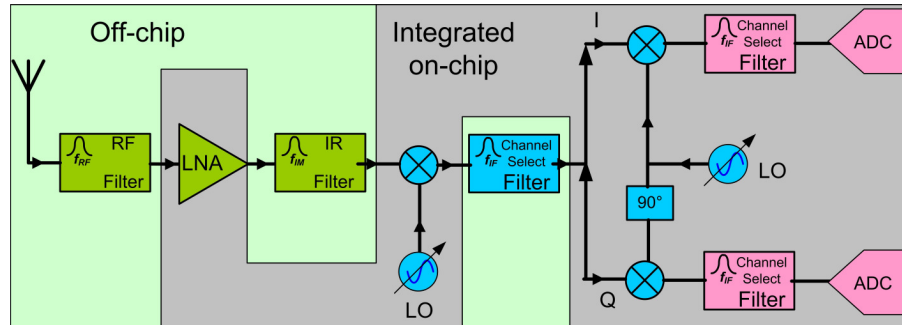 Off-chip
Integrated
on-chip
I
f_RF RF
Filter
LNA
f_IM IR
Filter
f_IF Channel
Select
Filter
LO
90°
LO
Q
f_IF Channel
Select
Filter
ADC
f_IF Channel
Select
Filter
ADC